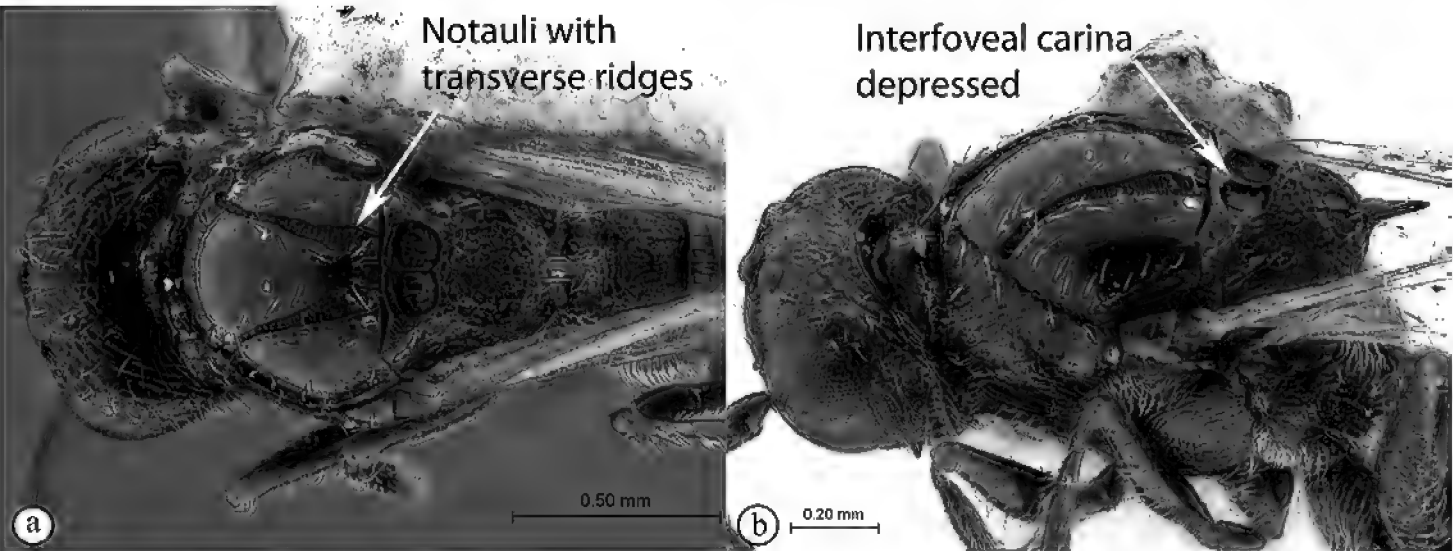 Notauli with
transverse ridges
0.50 mm
a
Interfoveal carina
depressed
0.20 mm
b